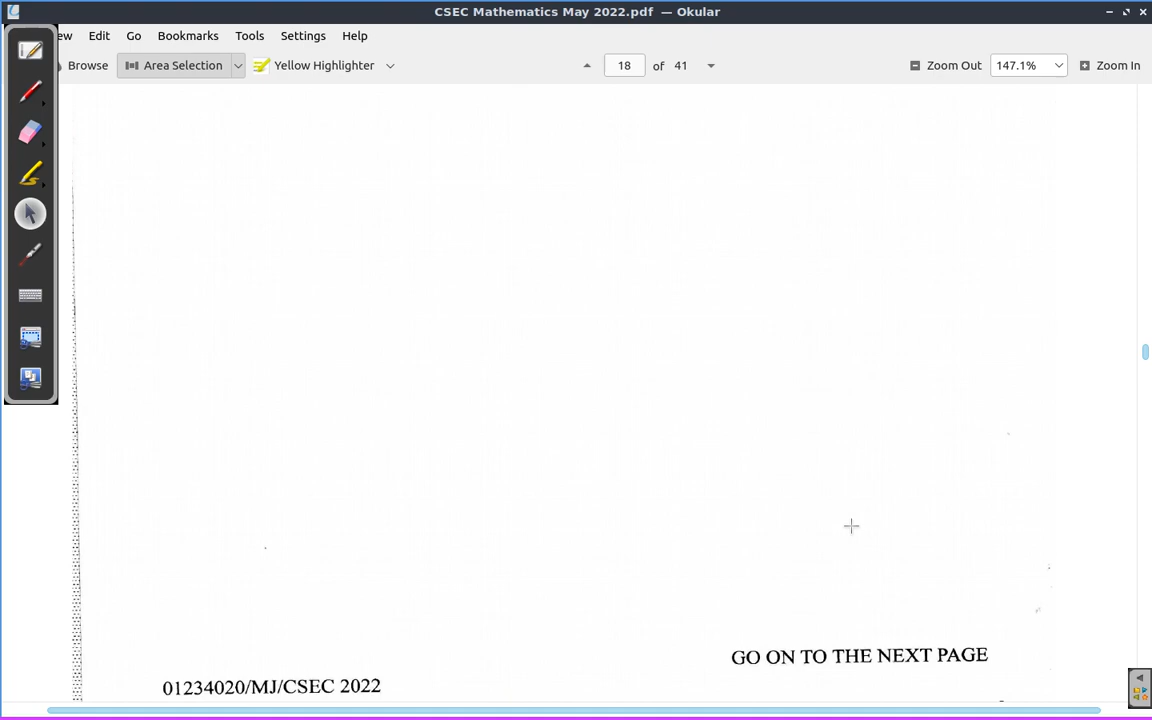 CSEC Mathematics May 2022.pdf — Okular
ew Edit Go Bookmarks Tools Settings Help
Browse Area Selection Yellow Highlighter 18 of 41 Zoom Out 147.1% Zoom In
GO ON TO THE NEXT PAGE
01234020/MJ/CSEC 2022